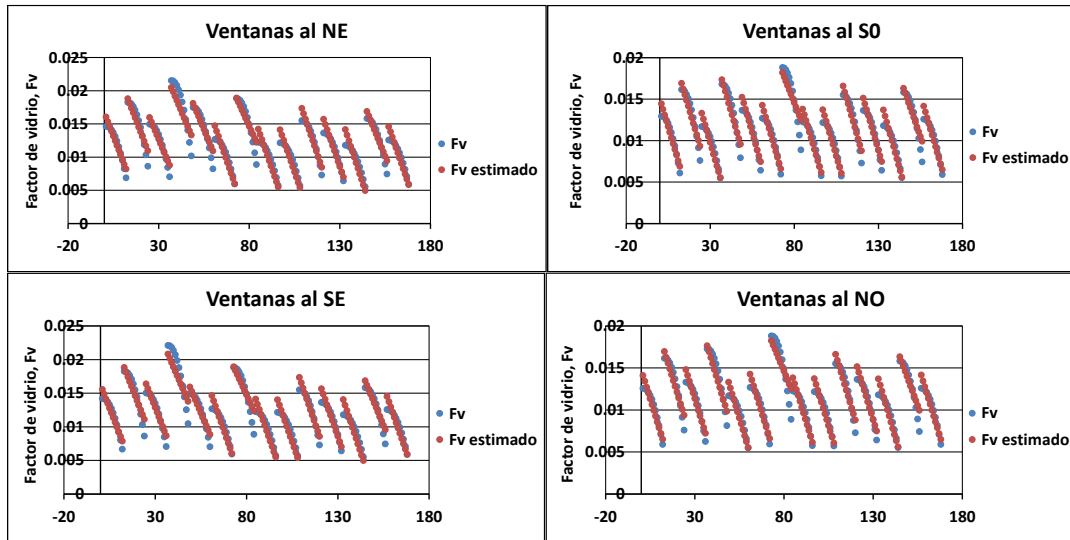 Ventanas al NE
Factor de vidrio, Fv
0.025
0.02
0.015
0.01
0.005
0
-20
30
80
130
180
Fv
Fv estimado
Ventanas al S0
Factor de vidrio, Fv
0.02
0.015
0.01
0.005
0
-20
30
80
130
180
Fv
Fv estimado
Ventanas al SE
Factor de vidrio, Fv
0.025
0.02
0.015
0.01
0.005
0
-20
30
80
130
180
Fv
Fv estimado
Ventanas al NO
Factor de vidrio, Fv
0.02
0.015
0.01
0.005
0
-20
30
80
130
180
Fv
Fv estimado